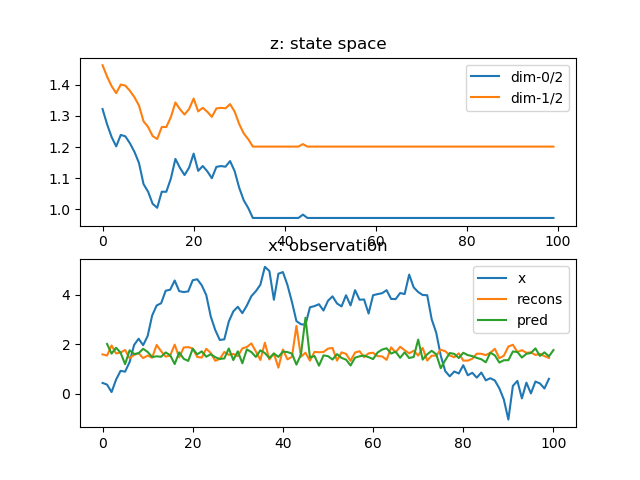 z: state space
1.4
1.3
1.2
1.1
1.0
dim-0/2
dim-1/2
0 20 40 60 80 100
x: observation
4
2
0
x
recons
pred
0 20 40 60 80 100